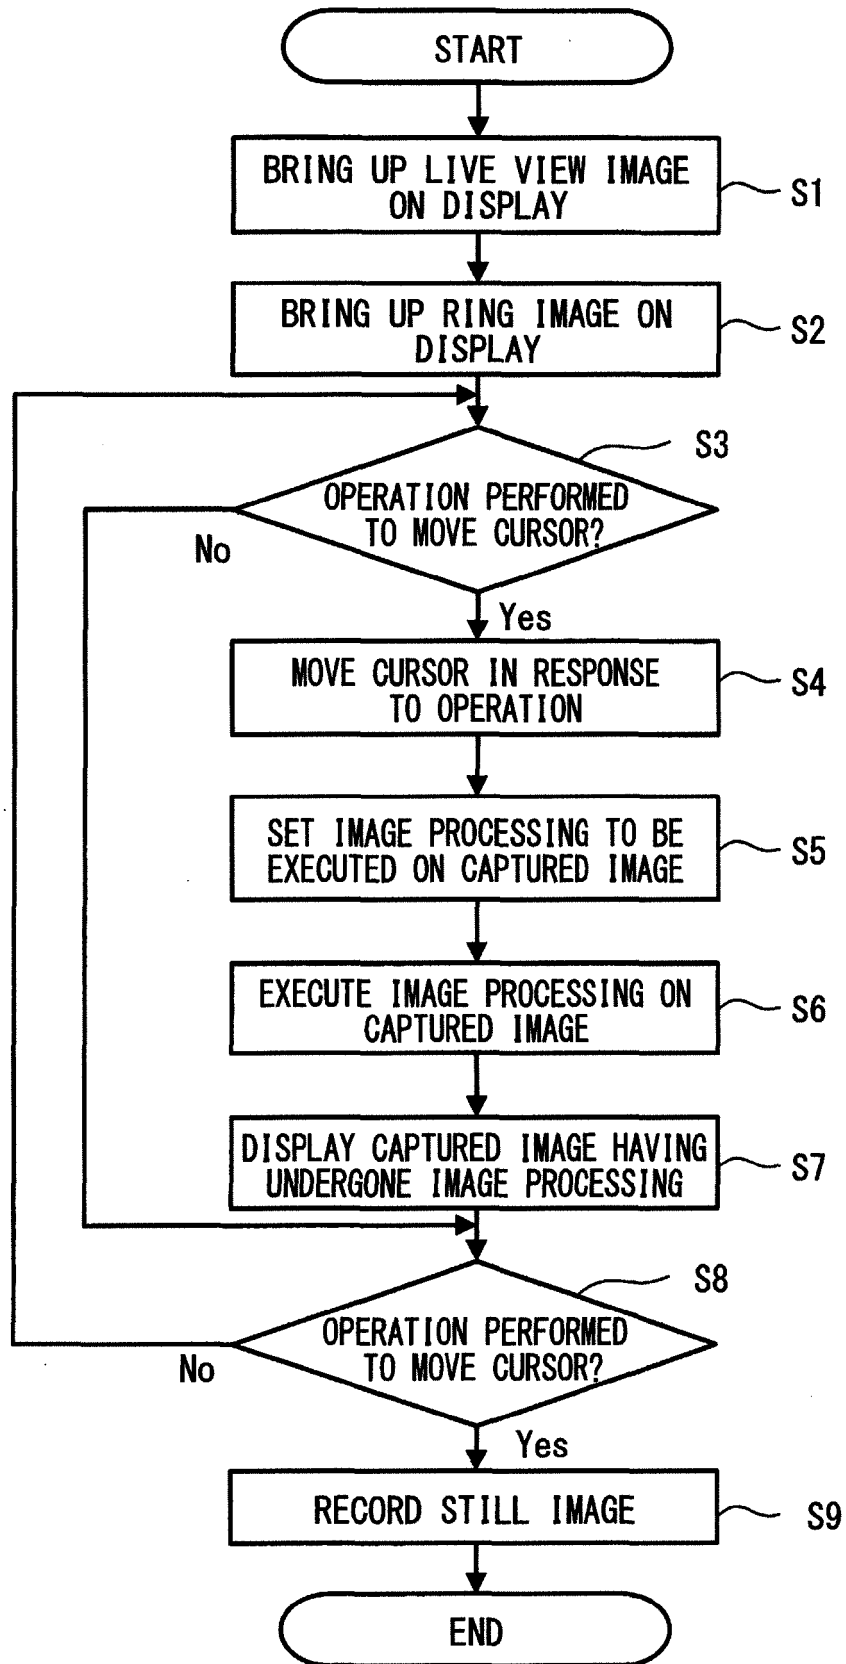 START
BRING UP LIVE VIEW IMAGE
ON DISPLAY
S1
BRING UP RING IMAGE ON
DISPLAY
S2
S3
OPERATION PERFORMED
TO MOVE CURSOR?
No
Yes
MOVE CURSOR IN RESPONSE
TO OPERATION
S4
SET IMAGE PROCESSING TO BE
EXECUTED ON CAPTURED IMAGE
S5
EXECUTE IMAGE PROCESSING ON
CAPTURED IMAGE
S6
DISPLAY CAPTURED IMAGE HAVING
UNDERGONE IMAGE PROCESSING
S7
S8
OPERATION PERFORMED
TO MOVE CURSOR?
No
Yes
RECORD STILL IMAGE
S9
END